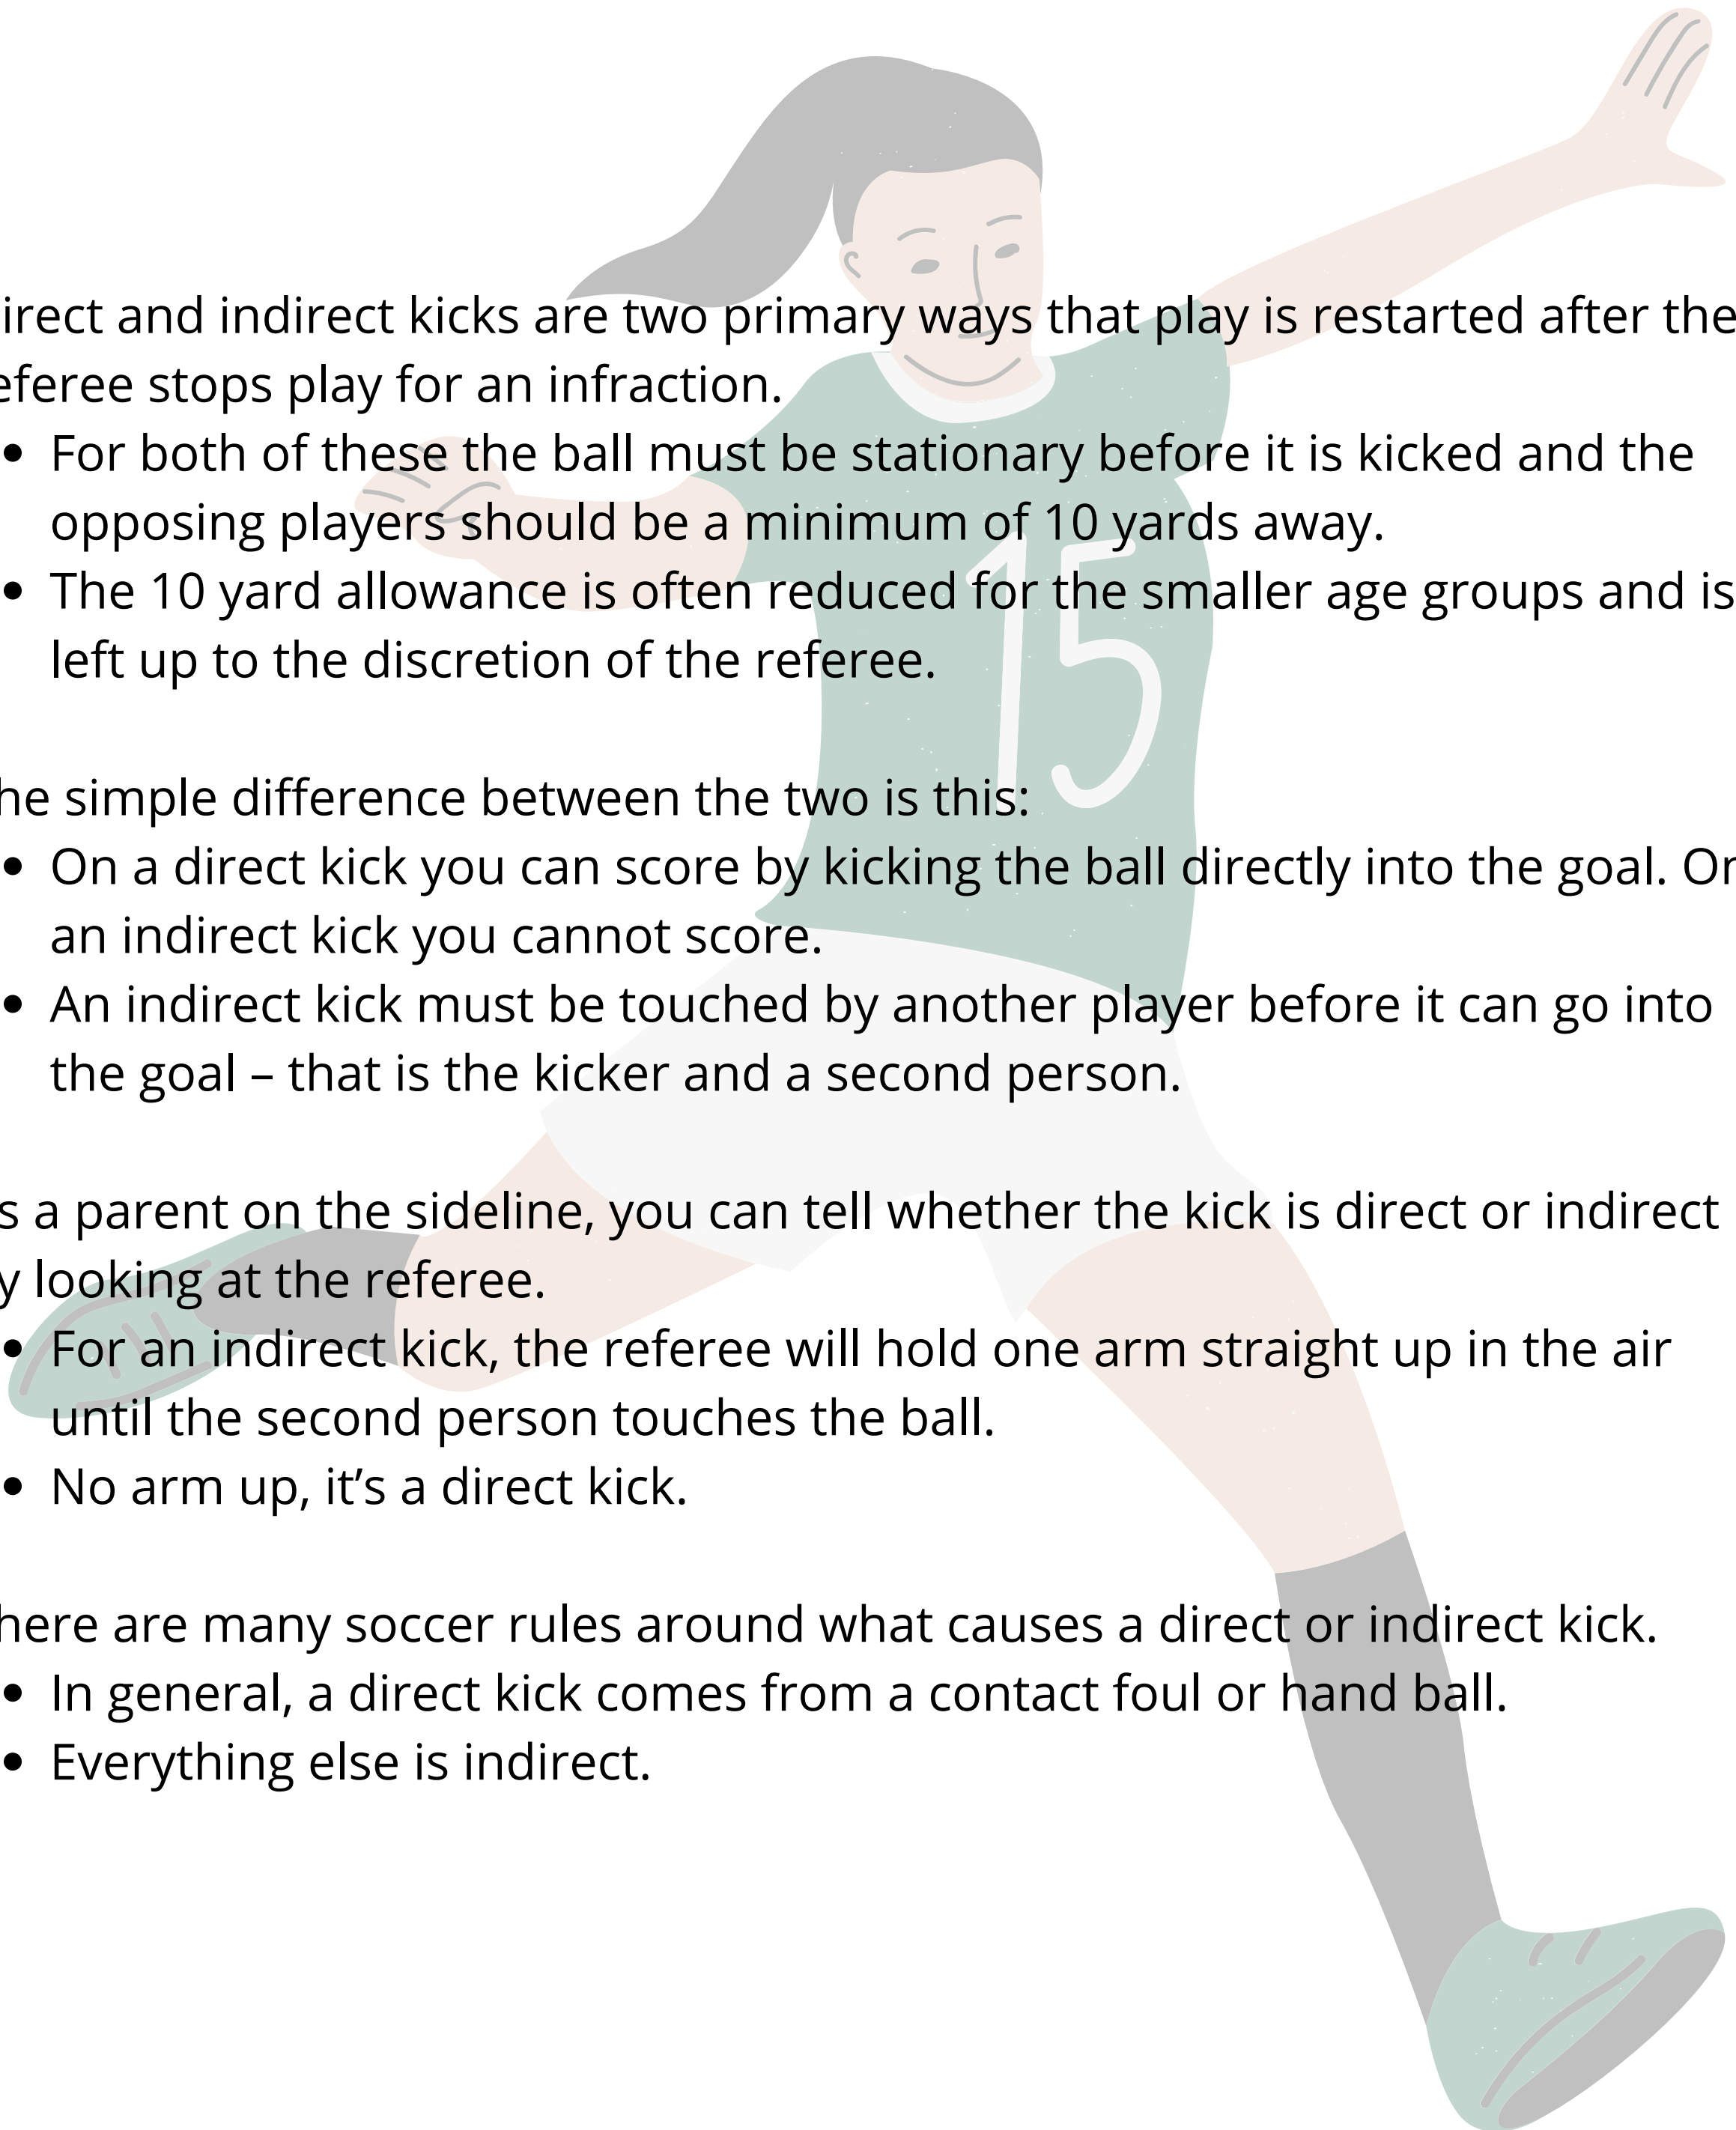 irect and indirect kicks are two primary ways that play is restarted after the
eferee stops play for an infraction.
• For both of these the ball must be stationary before it is kicked and the
opposing players should be a minimum of 10 yards away.
• The 10 yard allowance is often reduced for the smaller age groups and is
left up to the discretion of the referee.
he simple difference between the two is this:
• On a direct kick you can score by kicking the ball directly into the goal. On
an indirect kick you cannot score.
• An indirect kick must be touched by another player before it can go into
the goal – that is the kicker and a second person.
s a parent on the sideline, you can tell whether the kick is direct or indirect
y looking at the referee.
• For an indirect kick, the referee will hold one arm straight up in the air
until the second person touches the ball.
• No arm up, it’s a direct kick.
here are many soccer rules around what causes a direct or indirect kick.
• In general, a direct kick comes from a contact foul or hand ball.
• Everything else is indirect.
15